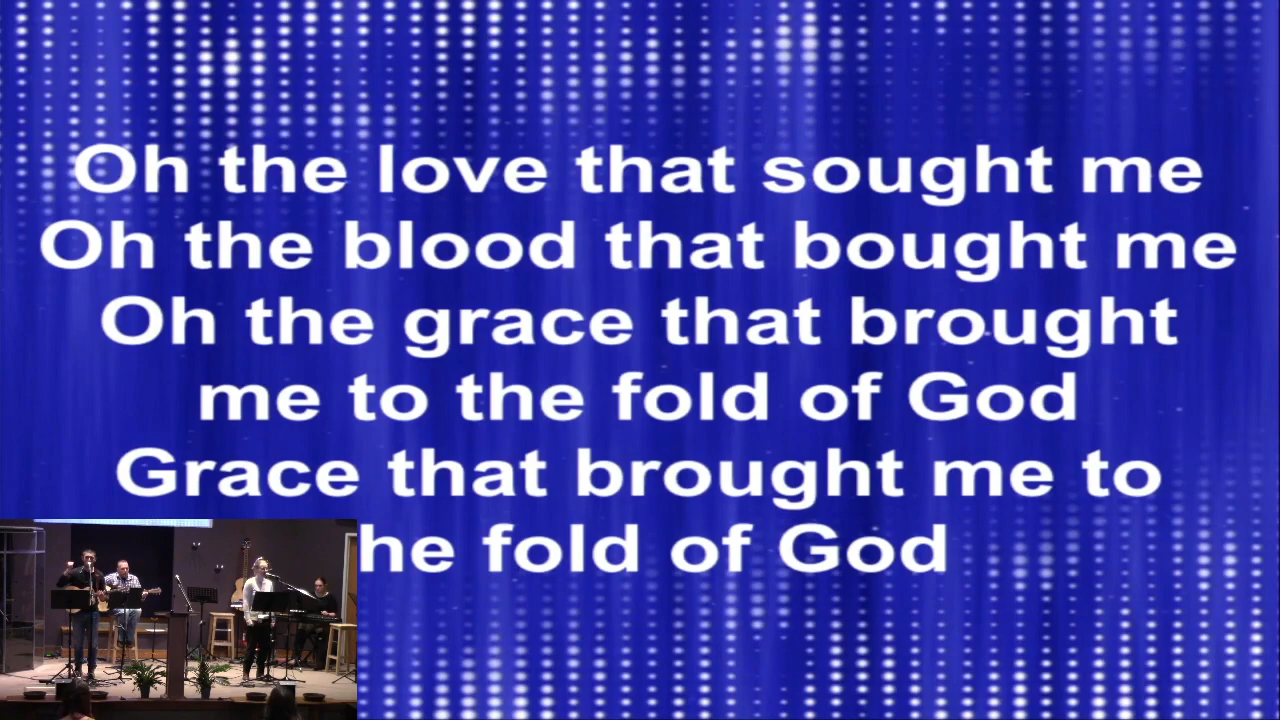 Oh the love that sought me
Oh the blood that bought me
Oh the grace that brought
me to the fold of God
Grace that brought me to
he fold of God